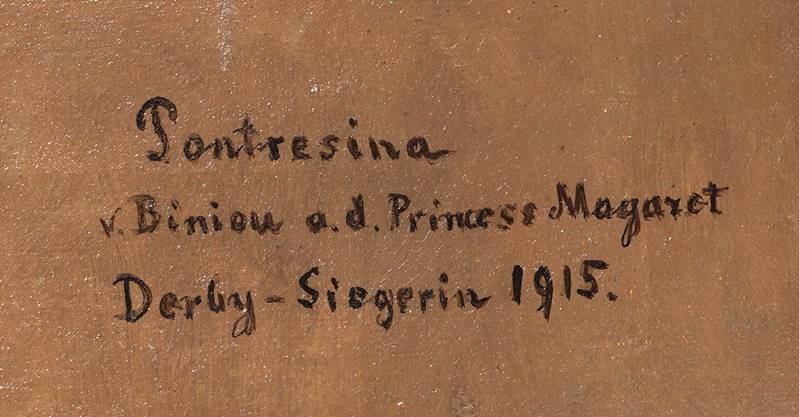 Pontresina
v. Biniou a.d. Princess Magaret
Derby-Siegerin 1915.